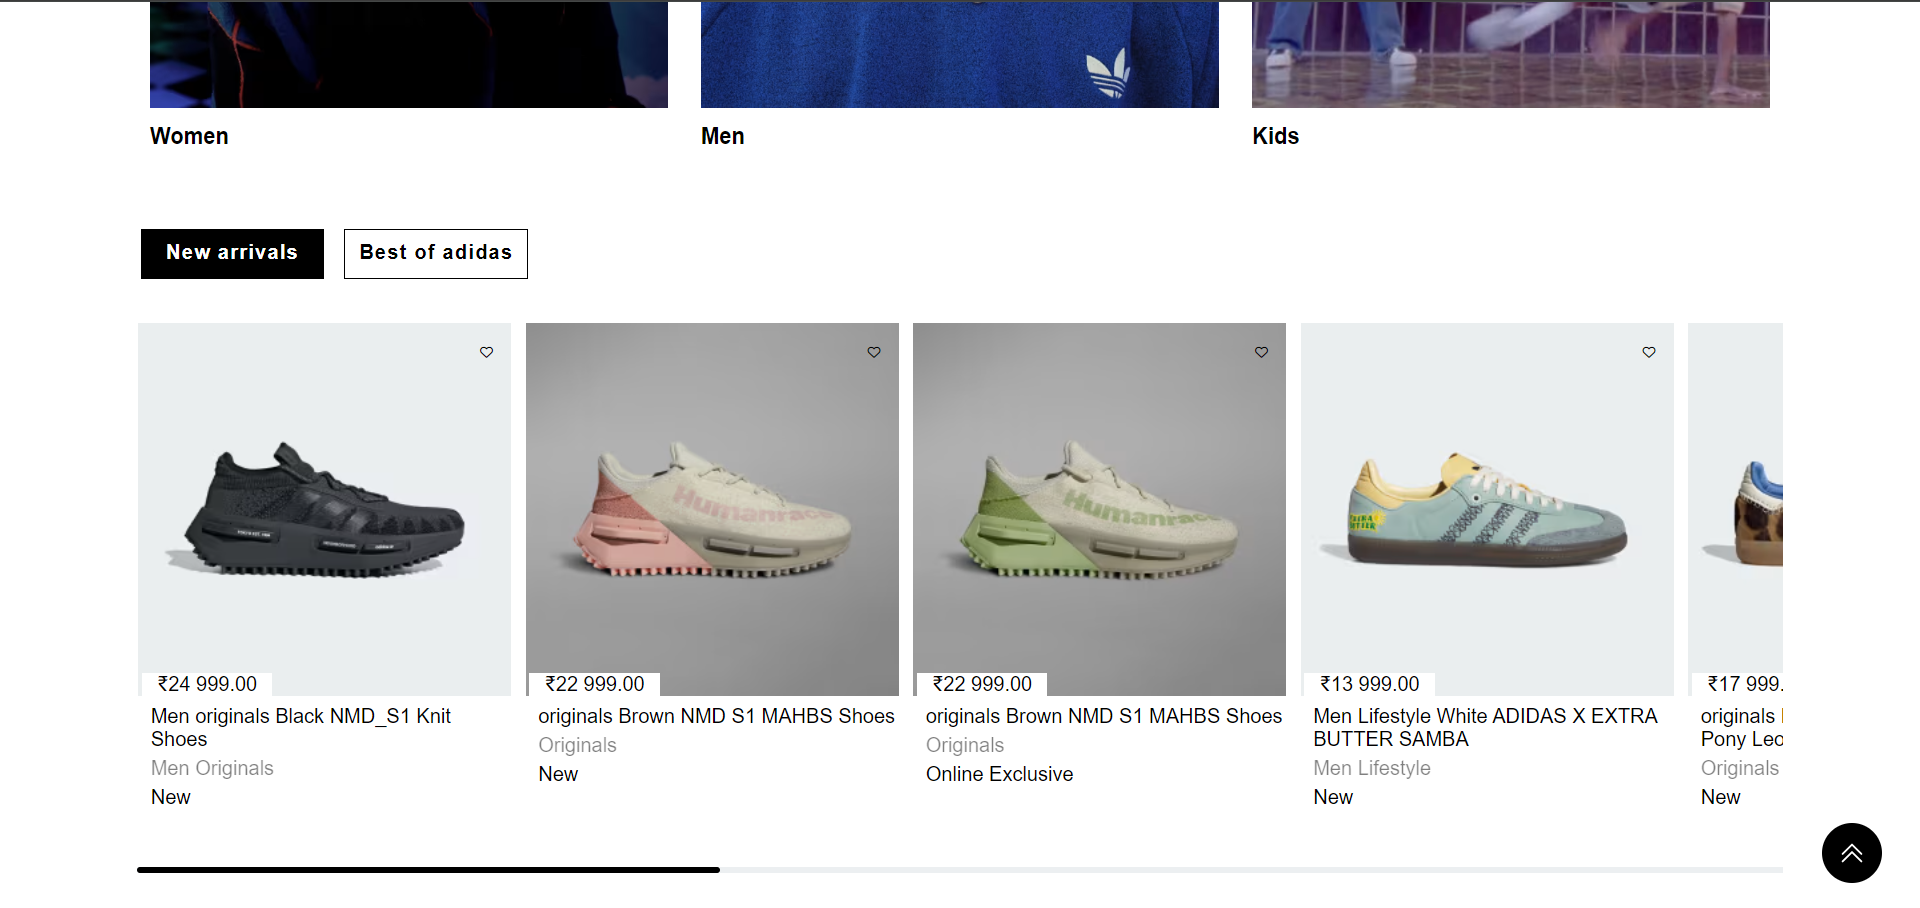 Women
Men
Kids
New arrivals
Best of adidas
Humanrace
Humanrac
₹24 999.00
Men originals Black NMD_S1 Knit
Shoes
Men Originals
New
₹22 999.00
originals Brown NMD S1 MAHBS Shoes
Originals
New
₹22 999.00
originals Brown NMD S1 MAHBS Shoes
Originals
Online Exclusive
₹13 999.00
Men Lifestyle White ADIDAS X EXTRA
BUTTER SAMBA
Men Lifestyle
New
₹17 999.
originals
Pony Leo
Originals
New